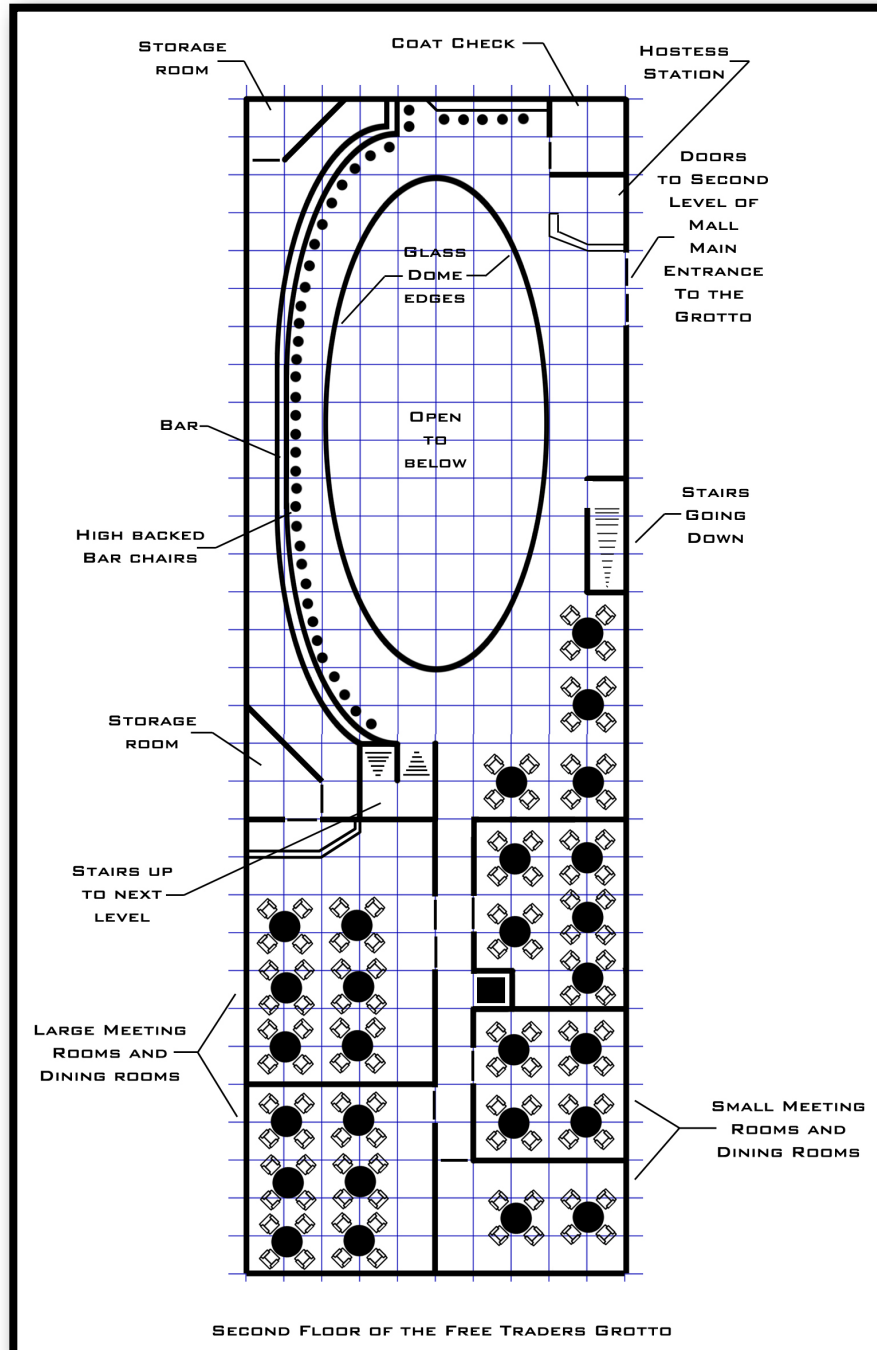 Storage
room
Coat Check
Hostess
Station
Doors
to Second
Level of
Mall
Main
Entrance
To the
Grotto
Glass
Dome
edges
Bar
Open
to
below
High backed
Bar chairs
Stairs
Going
Down
Storage
room
Stairs up
to next
level
Large Meeting
Rooms and
Dining rooms
Small Meeting
Rooms and
Dining Rooms
Second Floor of the Free Traders Grotto